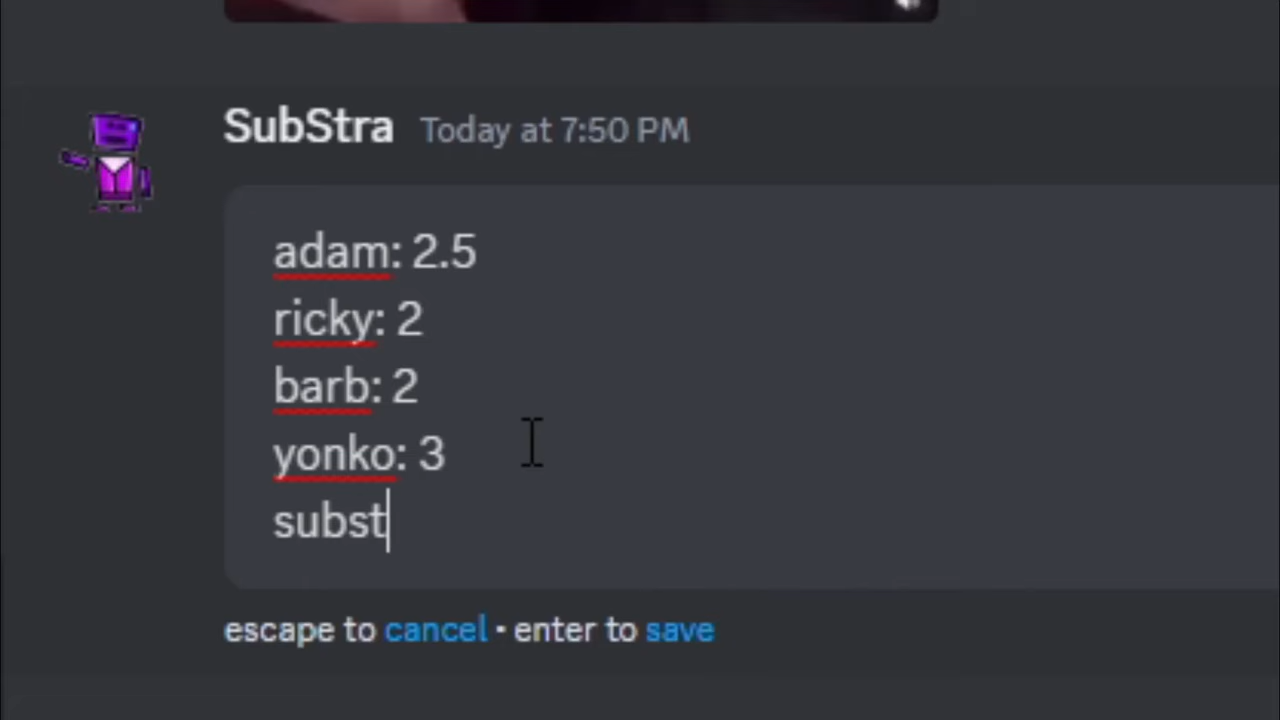 SubStra Today at 7:50 PM
adam: 2.5
ricky: 2
barb: 2
yonko: 3
subst
escape to cancel • enter to save